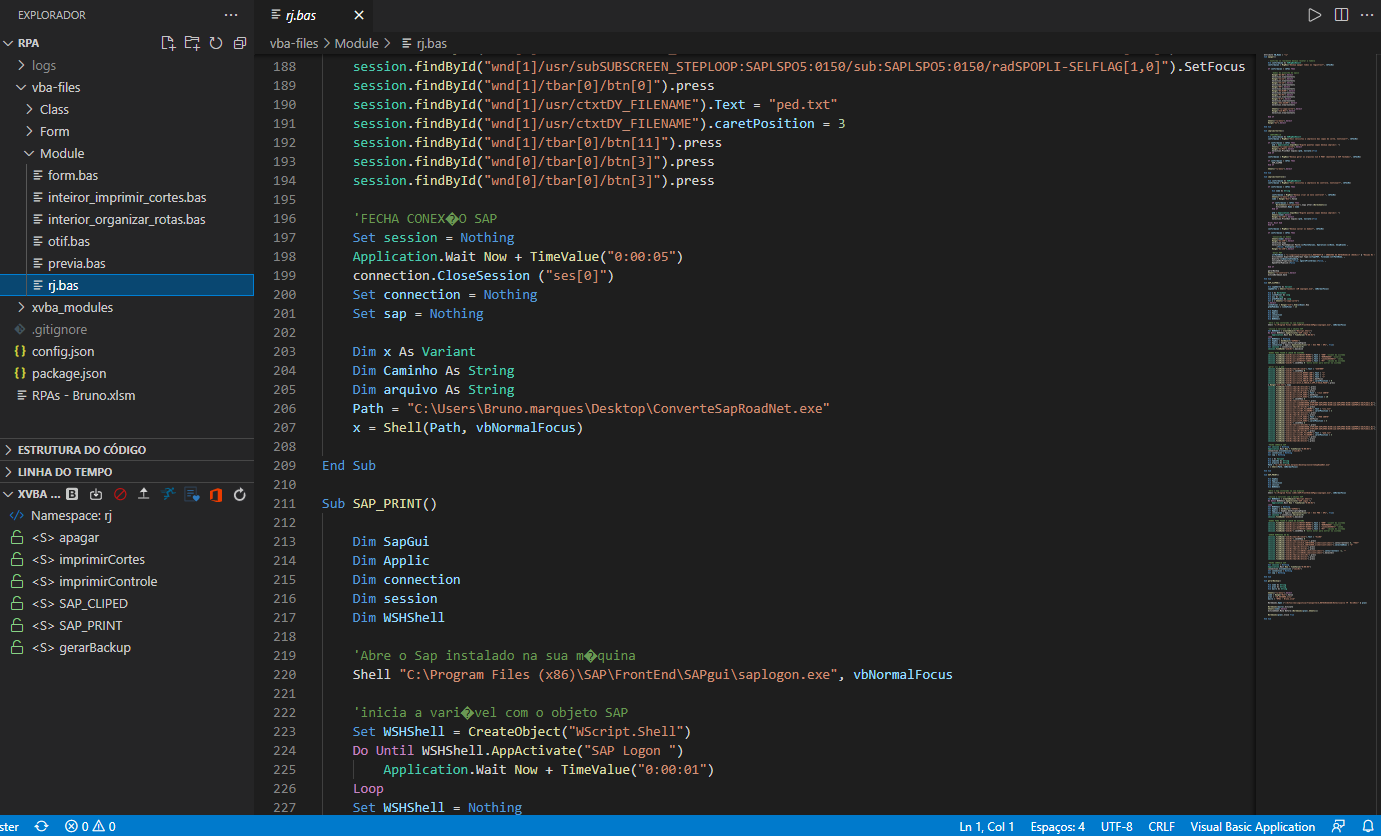 EXPLORADOR
RPA
logs
vba-files
Class
Form
Module
form.bas
inteiror_imprimir_cortes.bas
interior_organizar_rotas.bas
otif.bas
previa.bas
rj.bas
xvba_modules
.gitignore
{} config.json
{} package.json
RPAs - Bruno.xlsm
ESTRUTURA DO CÓDIGO
LINHA DO TEMPO
XVBA ...
Namespace: rj
<S> apagar
<S> imprimirCortes
<S> imprimirControle
<S> SAP_CLIPED
<S> SAP_PRINT
<S> gerarBackup
rj.bas
vba-files > Module > rj.bas
188 session.findById("wnd[1]/usr/subSUBSCREEN_STEPLOOP:SAPLSPO5:0150/sub:SAPLSPO5:0150/radSPOPLI-SELFLAG[1,0]").SetFocus
189 session.findById("wnd[1]/tbar[0]/btn[0]").press
190 session.findById("wnd[1]/usr/ctxtDY_FILENAME").Text = "ped.txt"
191 session.findById("wnd[1]/usr/ctxtDY_FILENAME").caretPosition = 3
192 session.findById("wnd[1]/tbar[0]/btn[11]").press
193 session.findById("wnd[0]/tbar[0]/btn[3]").press
194 session.findById("wnd[0]/tbar[0]/btn[3]").press
195
196 'FECHA CONEX�O SAP
197 Set session = Nothing
198 Application.Wait Now + TimeValue("0:00:05")
199 connection.CloseSession ("ses[0]")
200 Set connection = Nothing
201 Set sap = Nothing
202
203 Dim x As Variant
204 Dim Caminho As String
205 Dim arquivo As String
206 Path = "C:\Users\Bruno.marques\Desktop\ConverteSapRoadNet.exe"
207 x = Shell(Path, vbNormalFocus)
208
209 End Sub
210
211 Sub SAP_PRINT()
212
213 Dim SapGui
214 Dim Applic
215 Dim connection
216 Dim session
217 Dim WSHShell
218
219 'Abre o Sap instalado na sua m�quina
220 Shell "C:\Program Files (x86)\SAP\FrontEnd\SAPgui\saplogon.exe", vbNormalFocus
221
222 'inicia a vari�vel com o objeto SAP
223 Set WSHShell = CreateObject("WScript.Shell")
224 Do Until WSHShell.AppActivate("SAP Logon ")
225 Application.Wait Now + TimeValue("0:00:01")
226 Loop
227 Set WSHShell = Nothing
ster 0 0 Ln 1, Col 1 Espaços: 4 UTF-8 CRLF Visual Basic Application